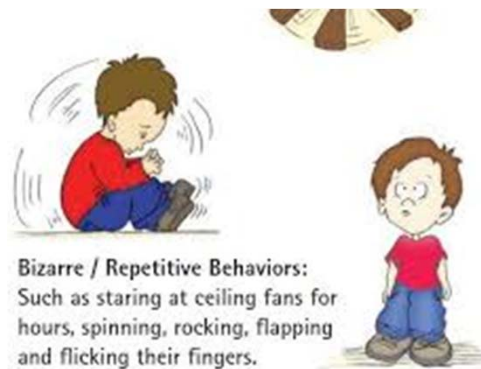 Bizarre / Repetitive Behaviors:
Such as staring at ceiling fans for
hours, spinning, rocking, flapping
and flicking their fingers.